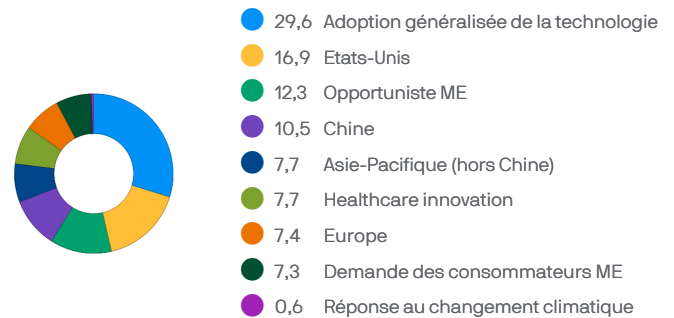 29,6 Adoption généralisée de la technologie
16,9 Etats-Unis
12,3 Opportuniste ME
10,5 Chine
7,7 Asie-Pacifique (hors Chine)
7,7 Healthcare innovation
7,4 Europe
7,3 Demande des consommateurs ME
0,6 Réponse au changement climatique